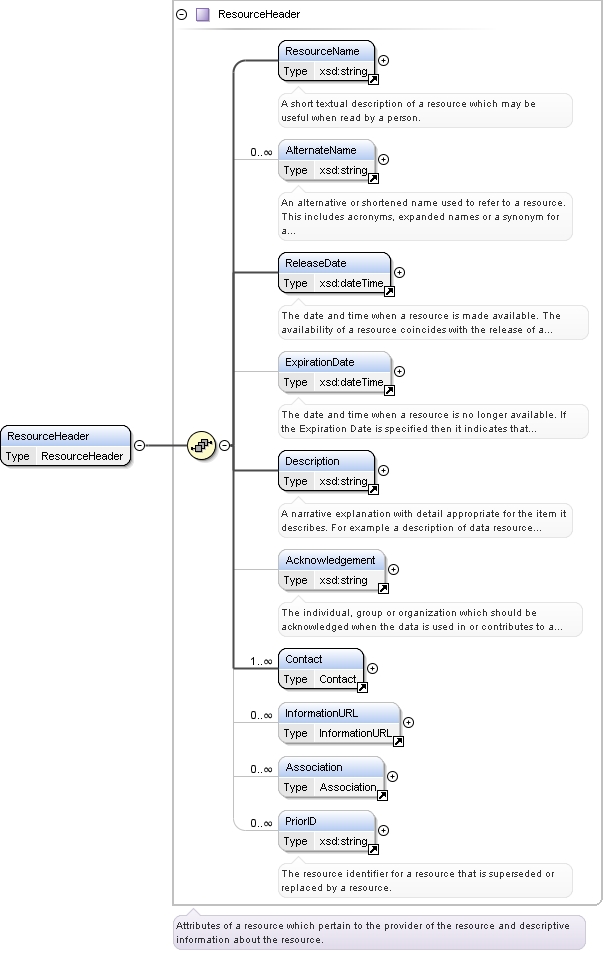 ResourceHeader
ResourceName
Type xsd:string
A short textual description of a resource which may be
useful when read by a person.
0..∞
AlternateName
Type xsd:string
An alternative or shortened name used to refer to a resource.
This includes acronyms, expanded names or a synonym for
a...
ReleaseDate
Type xsd:dateTime
The date and time when a resource is made available. The
availability of a resource coincides with the release of a...
ExpirationDate
Type xsd:dateTime
The date and time when a resource is no longer available. If
the Expiration Date is specified then it indicates that...
ResourceHeader
Type ResourceHeader
Description
Type xsd:string
A narrative explanation with detail appropriate for the item it
describes. For example a description of data resource...
Acknowledgement
Type xsd:string
The individual, group or organization which should be
acknowledged when the data is used in or contributes to a...
1..∞
Contact
Type Contact
0..∞
InformationURL
Type InformationURL
0..∞
Association
Type Association
0..∞
PriorID
Type xsd:string
The resource identifier for a resource that is superseded or
replaced by a resource.
Attributes of a resource which pertain to the provider of the resource and descriptive
information about the resource.